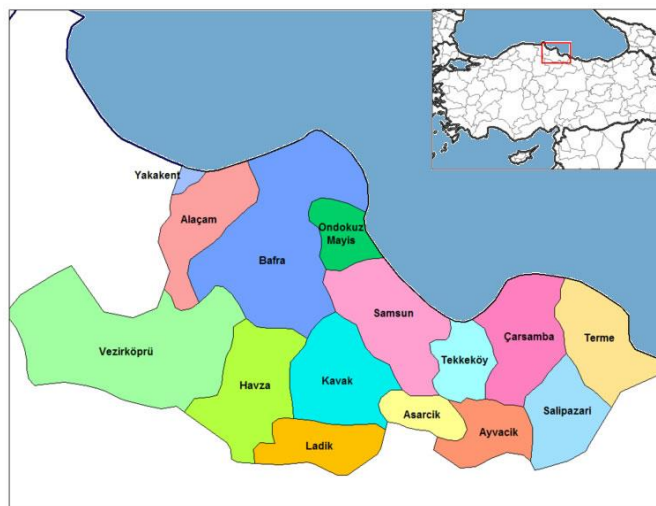 Yakakent
Alaçam
Ondokuz
Mayis
Bafra
Samsun
Çarsamba
Terme
Vezirköprü
Tekkeköy
Havza
Kavak
Asarcik
Salipazari
Ayvacik
Ladik